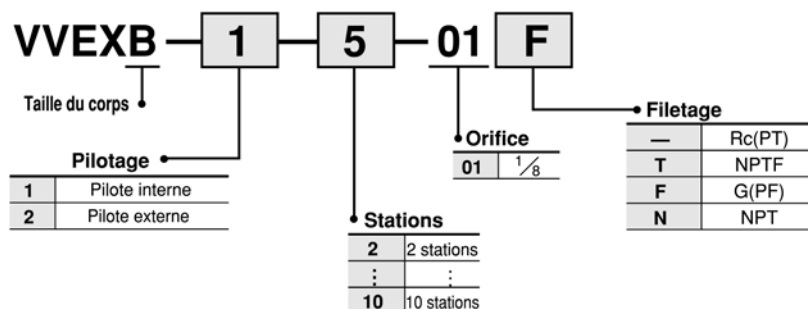 VVEXB — 1 — 5 — 01 F
Taille du corps
Pilotage
1 Pilote interne
2 Pilote externe
Stations
2 2 stations
⋮ ⋮
10 10 stations
Orifice
01 1/8
Filetage
— Rc(PT)
T NPTF
F G(PF)
N NPT